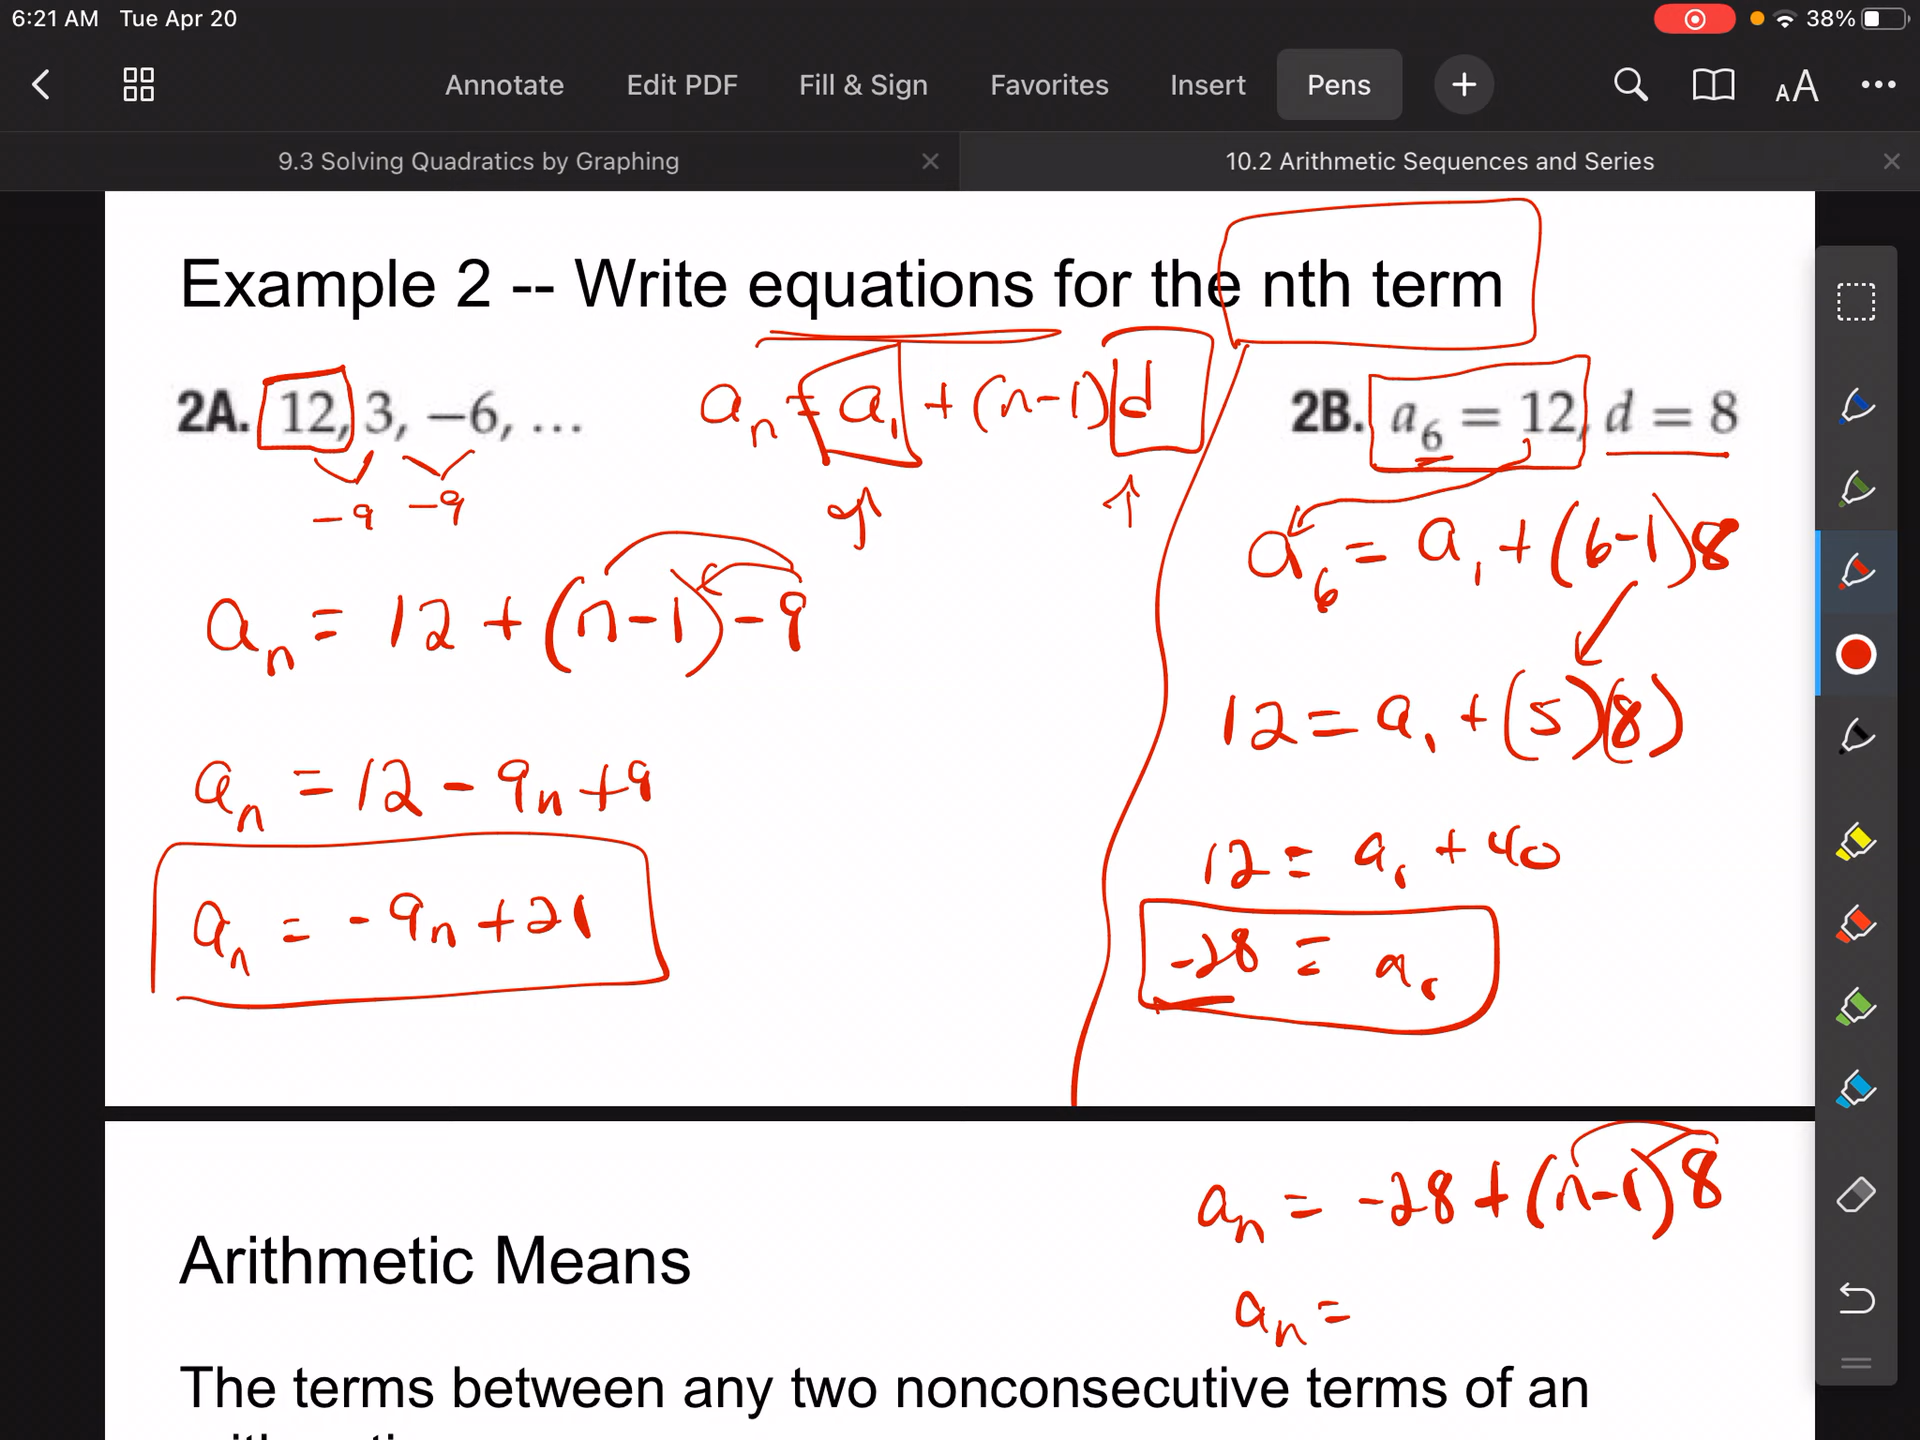 6:21 AM Tue Apr 20 38%
Annotate Edit PDF Fill & Sign Favorites Insert Pens +
9.3 Solving Quadratics by Graphing × 10.2 Arithmetic Sequences and Series ×
Example 2 -- Write equations for the nth term
2A. 12, 3, −6, ...
-9 -9
aₙ = a₁ + (n-1)d
aₙ = 12 + (n-1)-9
aₙ = 12 - 9n + 9
aₙ = -9n + 21
2B. a₆ = 12, d = 8
a₆ = a₁ + (6-1)8
12 = a₁ + (5)(8)
12 = a₁ + 40
-28 = a₁
aₙ = -28 + (n-1)8
aₙ =
Arithmetic Means
The terms between any two nonconsecutive terms of an